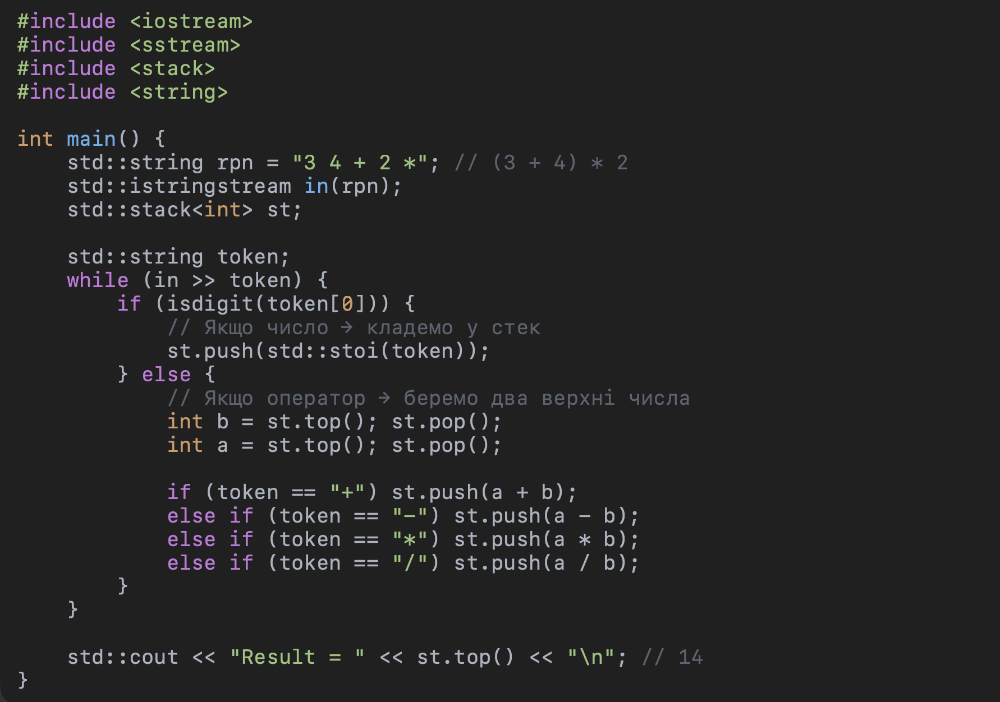 #include <iostream>
#include <sstream>
#include <stack>
#include <string>

int main() {
    std::string rpn = "3 4 + 2 *"; // (3 + 4) * 2
    std::istringstream in(rpn);
    std::stack<int> st;

    std::string token;
    while (in >> token) {
        if (isdigit(token[0])) {
            // Якщо число → кладемо у стек
            st.push(std::stoi(token));
        } else {
            // Якщо оператор → беремо два верхні числа
            int b = st.top(); st.pop();
            int a = st.top(); st.pop();

            if (token == "+") st.push(a + b);
            else if (token == "-") st.push(a - b);
            else if (token == "*") st.push(a * b);
            else if (token == "/") st.push(a / b);
        }
    }

    std::cout << "Result = " << st.top() << "\n"; // 14
}